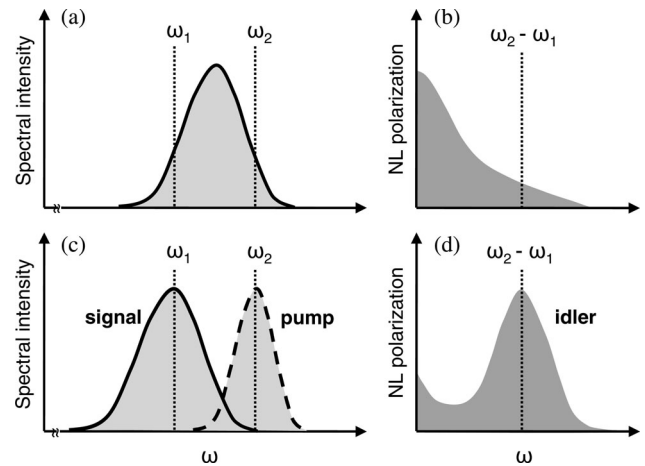 (a)
ω₁
ω₂
Spectral intensity
(b)
ω₂ - ω₁
NL polarization
(c)
ω₁
ω₂
signal
pump
Spectral intensity
ω
(d)
ω₂ - ω₁
idler
NL polarization
ω